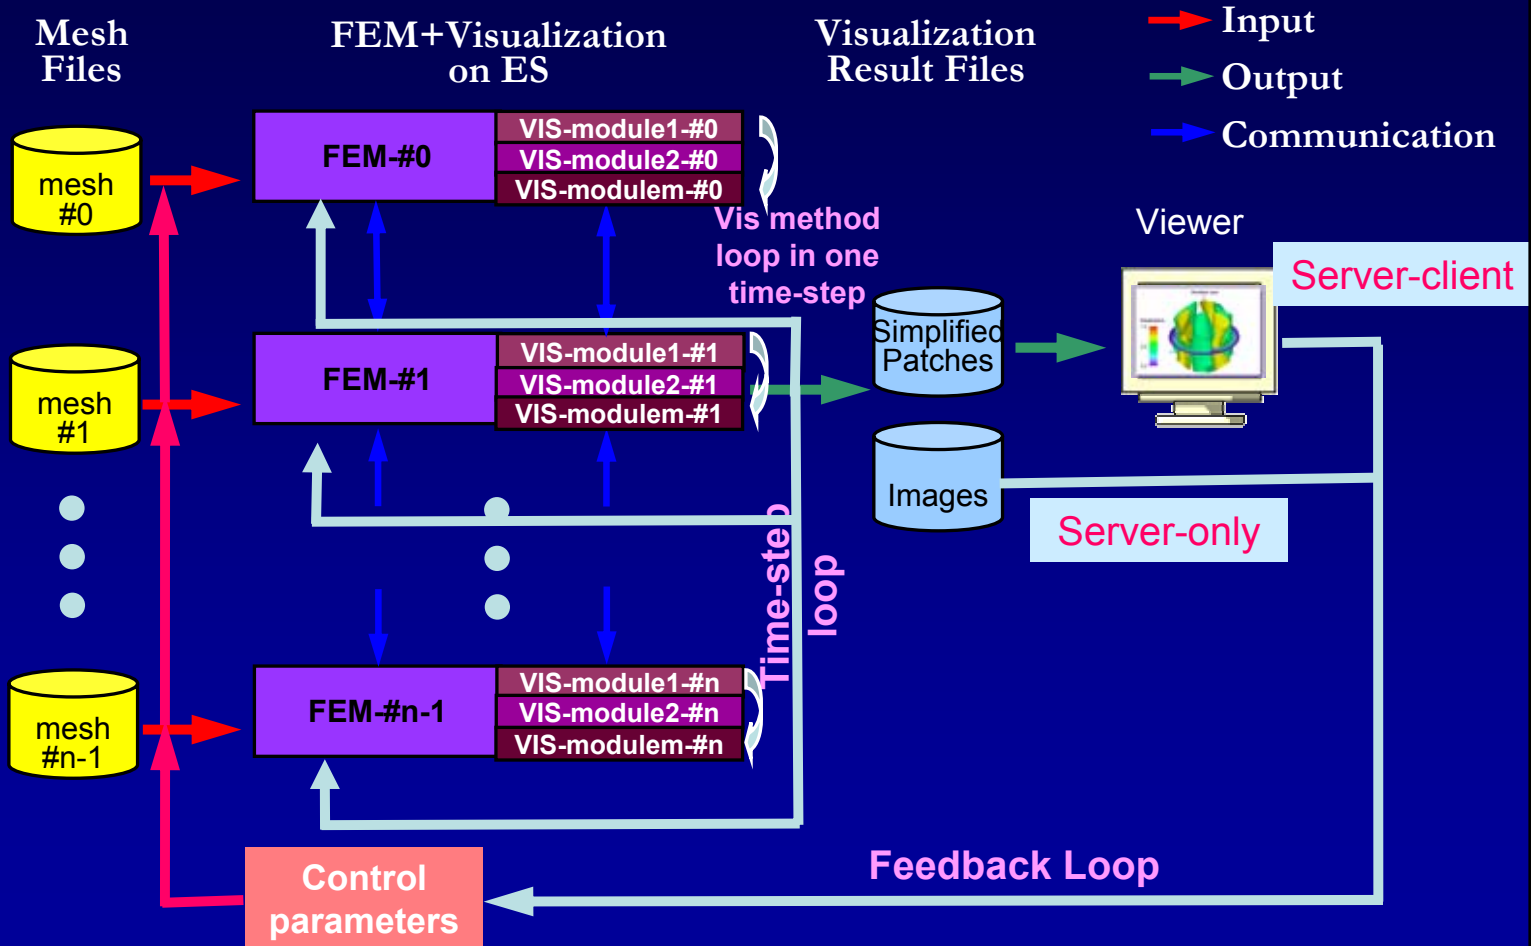 Mesh
Files
FEM+Visualization
on ES
Visualization
Result Files
Input
Output
Communication
mesh
#0
FEM-#0
VIS-module1-#0
VIS-module2-#0
VIS-modulem-#0
Vis method
loop in one
time-step
Viewer
Server-client
mesh
#1
FEM-#1
VIS-module1-#1
VIS-module2-#1
VIS-modulem-#1
Simplified
Patches
Images
Server-only
Time-step
loop
mesh
#n-1
FEM-#n-1
VIS-module1-#n
VIS-module2-#n
VIS-modulem-#n
Control
parameters
Feedback Loop